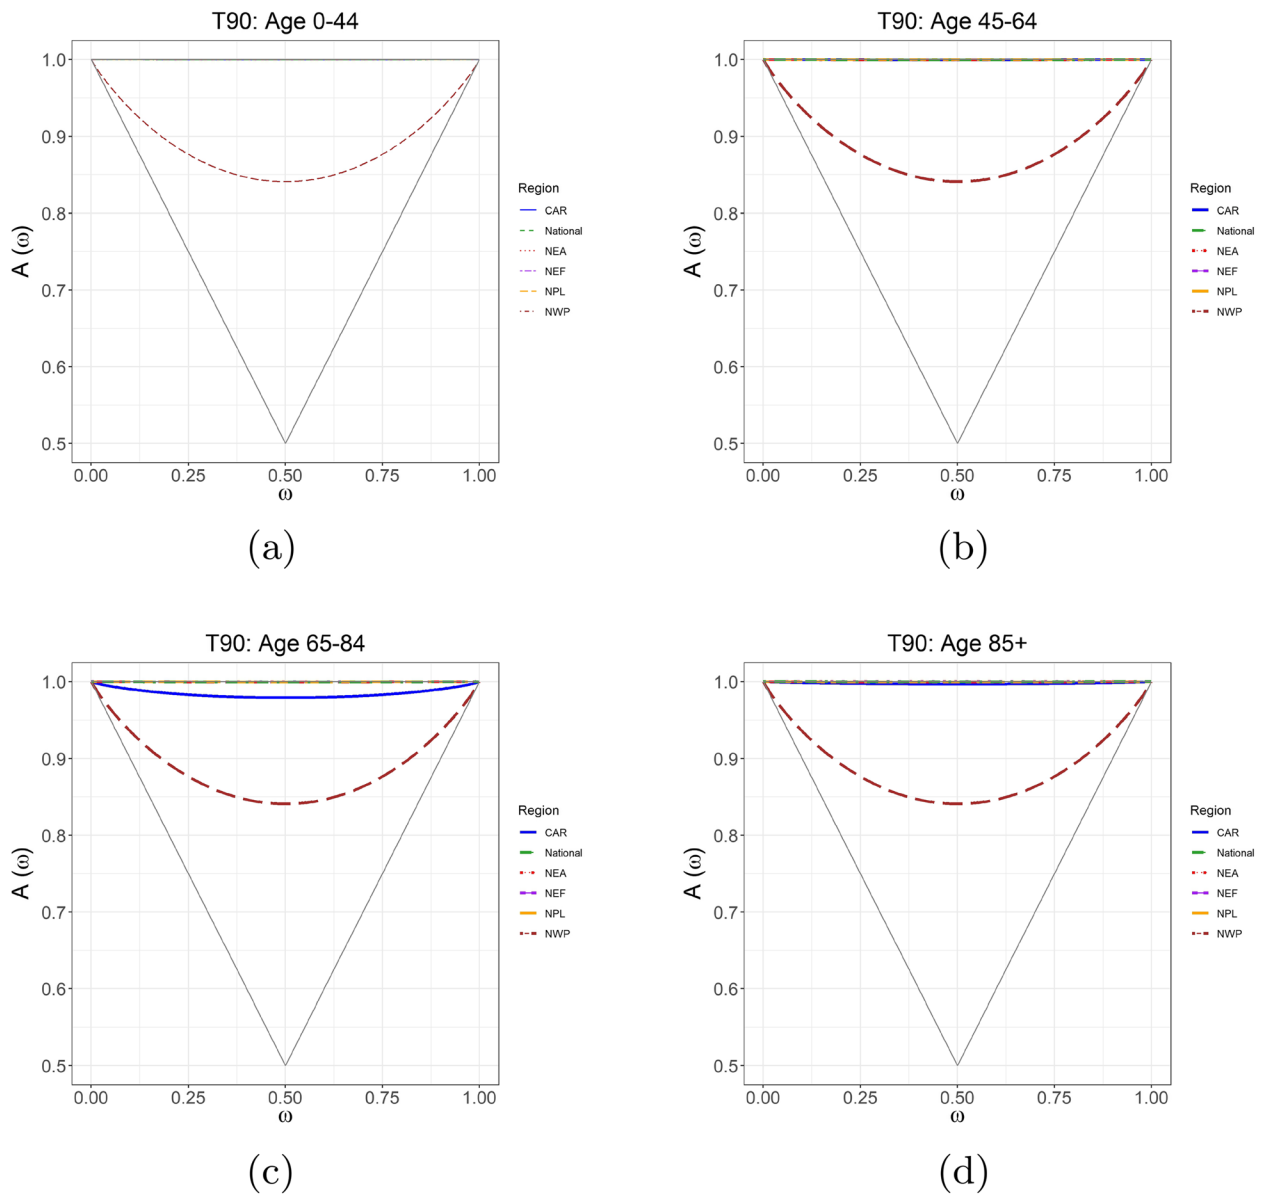 T90: Age 0-44
1.0
0.9
0.8
0.7
0.6
0.5
A (ω)
0.00 0.25 0.50 0.75 1.00
ω
Region
CAR
National
NEA
NEF
NPL
NWP
(a)
T90: Age 45-64
1.0
0.9
0.8
0.7
0.6
0.5
A (ω)
0.00 0.25 0.50 0.75 1.00
ω
Region
CAR
National
NEA
NEF
NPL
NWP
(b)
T90: Age 65-84
1.0
0.9
0.8
0.7
0.6
0.5
A (ω)
0.00 0.25 0.50 0.75 1.00
ω
Region
CAR
National
NEA
NEF
NPL
NWP
(c)
T90: Age 85+
1.0
0.9
0.8
0.7
0.6
0.5
A (ω)
0.00 0.25 0.50 0.75 1.00
ω
Region
CAR
National
NEA
NEF
NPL
NWP
(d)